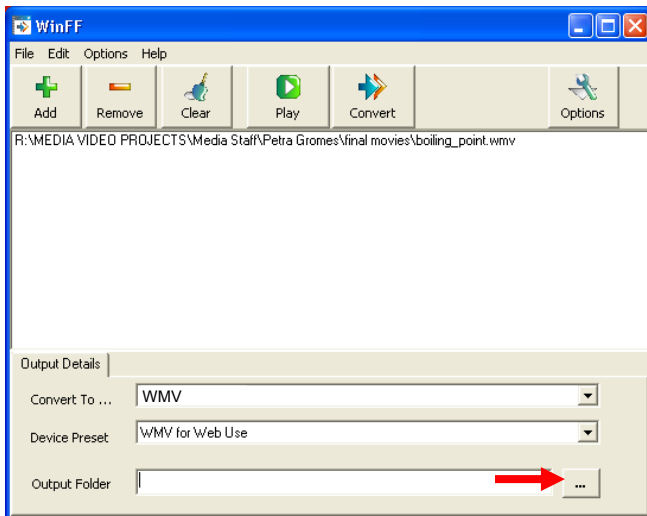 WinFF
File Edit Options Help
Add Remove Clear Play Convert Options
R:\MEDIA VIDEO PROJECTS\Media Staff\Petra Gromes\final movies\boiling_point.wmv
Output Details
Convert To ... WMV
Device Preset WMV for Web Use
Output Folder ...